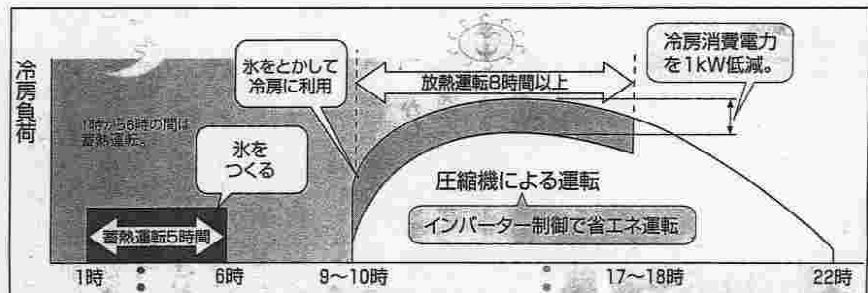 冷房負荷
1時から6時の間は
蓄熱運転。
氷を
つくる
蓄熱運転5時間
氷をとかして
冷房に利用
放熱運転8時間以上
冷房消費電力
を1kW低減。
圧縮機による運転
インバーター制御で省エネ運転
1時
6時
9〜10時
17〜18時
22時